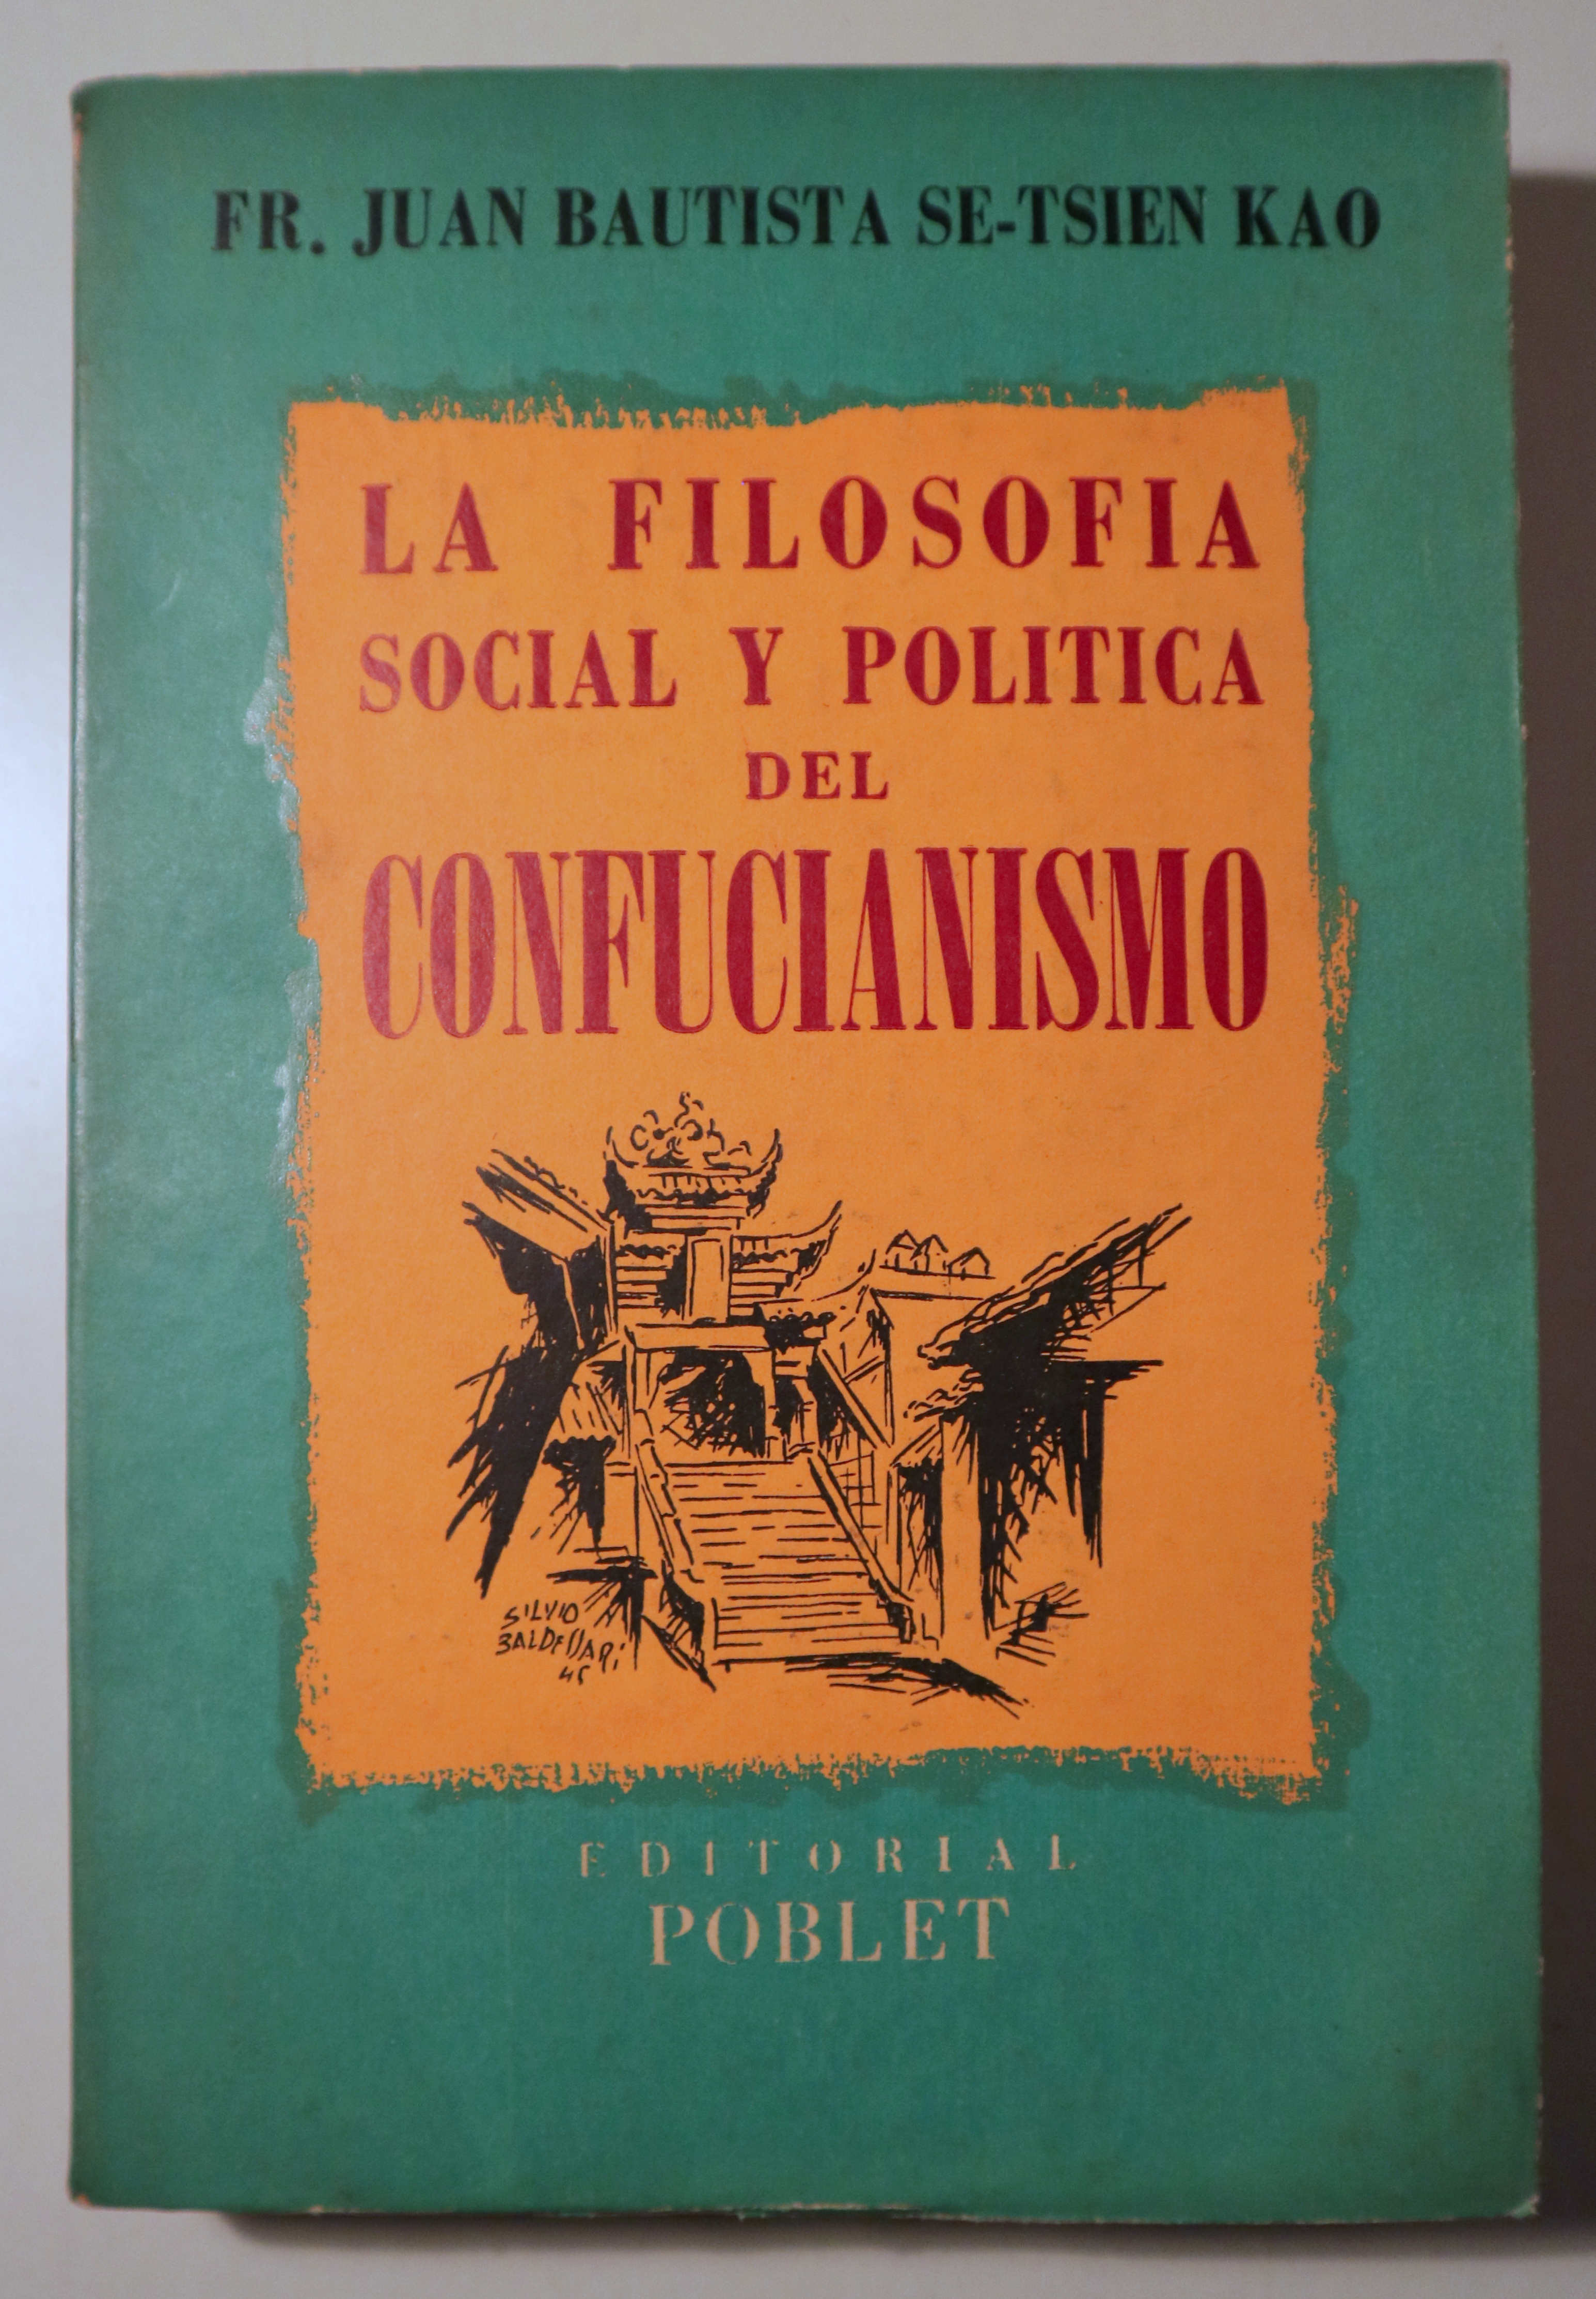 FR. JUAN BAUTISTA SE-TSIEN KAO
LA FILOSOFIA
SOCIAL Y POLITICA
DEL
CONFUCIANISMO
SILVIO
BALDESSARI
45
EDITORIAL
POBLET